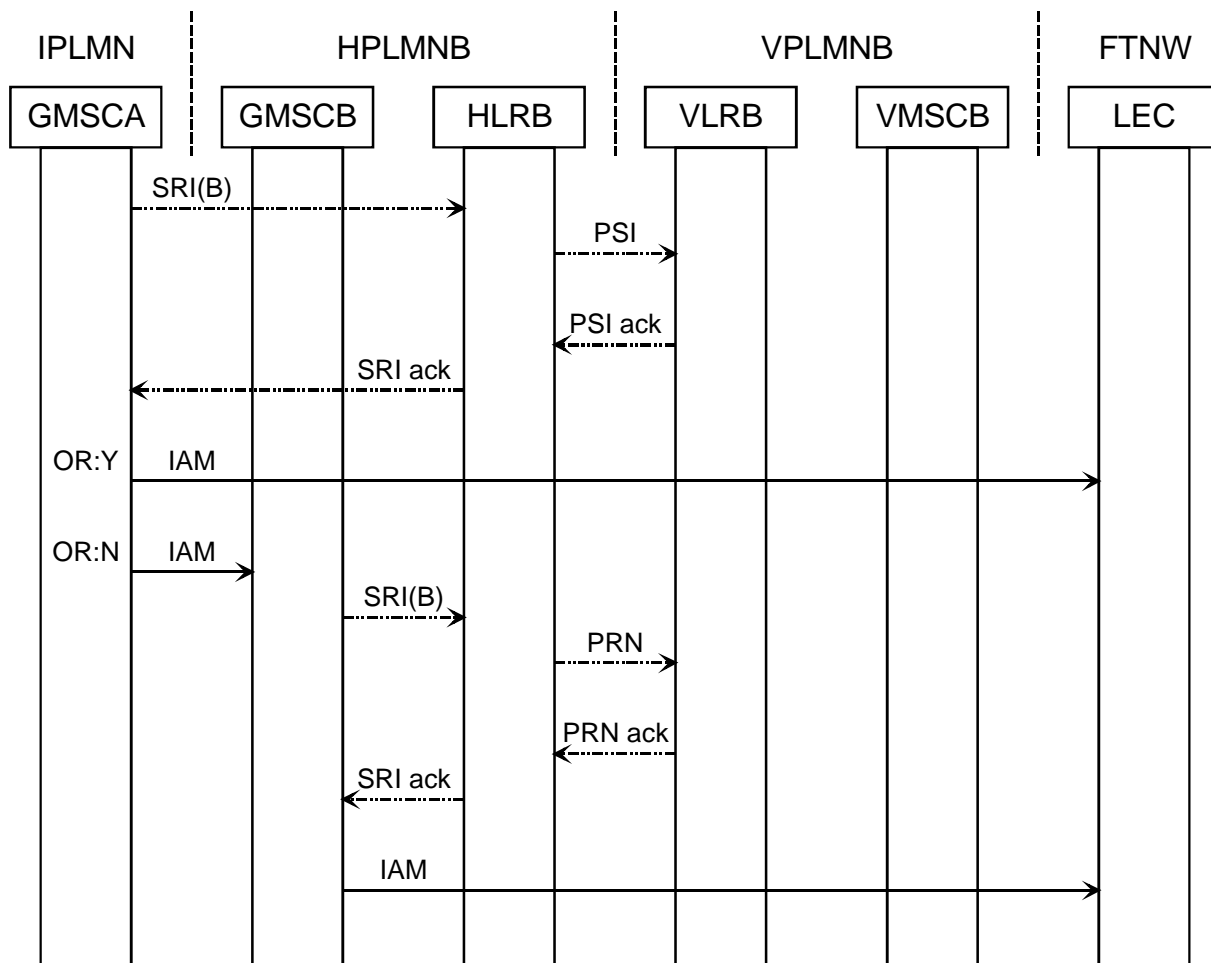 IPLMN HPLMNB VPLMNB FTNW
GMSCA GMSCB HLRB VLRB VMSCB LEC
SRI(B)
PSI
PSI ack
SRI ack
OR:Y IAM
OR:N IAM
SRI(B)
PRN
PRN ack
SRI ack
IAM